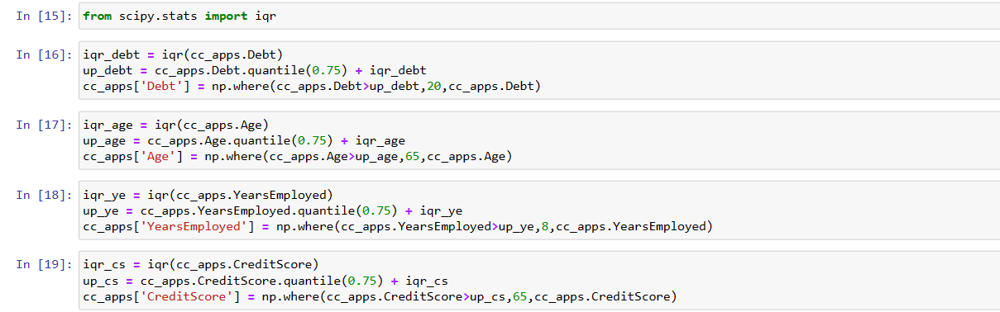 In [15]: from scipy.stats import iqr
In [16]: iqr_debt = iqr(cc_apps.Debt)
up_debt = cc_apps.Debt.quantile(0.75) + iqr_debt
cc_apps['Debt'] = np.where(cc_apps.Debt>up_debt,20,cc_apps.Debt)
In [17]: iqr_age = iqr(cc_apps.Age)
up_age = cc_apps.Age.quantile(0.75) + iqr_age
cc_apps['Age'] = np.where(cc_apps.Age>up_age,65,cc_apps.Age)
In [18]: iqr_ye = iqr(cc_apps.YearsEmployed)
up_ye = cc_apps.YearsEmployed.quantile(0.75) + iqr_ye
cc_apps['YearsEmployed'] = np.where(cc_apps.YearsEmployed>up_ye,8,cc_apps.YearsEmployed)
In [19]: iqr_cs = iqr(cc_apps.CreditScore)
up_cs = cc_apps.CreditScore.quantile(0.75) + iqr_cs
cc_apps['CreditScore'] = np.where(cc_apps.CreditScore>up_cs,65,cc_apps.CreditScore)